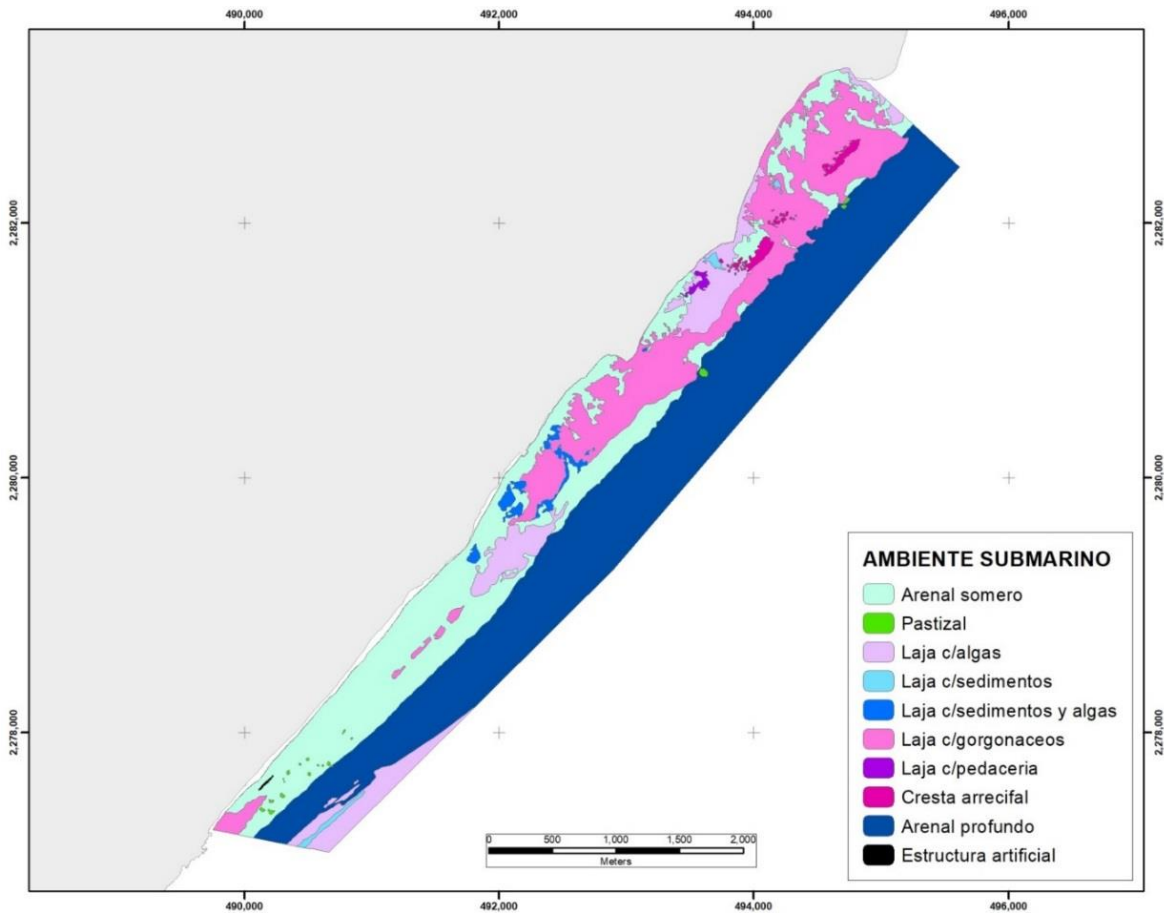 490,000 492,000 494,000 496,000
2,282,000 2,282,000
2,280,000 2,280,000
AMBIENTE SUBMARINO
Arenal somero
Pastizal
Laja c/algas
Laja c/sedimentos
Laja c/sedimentos y algas
Laja c/gorgonaceos
Laja c/pedaceria
Cresta arrecifal
Arenal profundo
Estructura artificial
2,278,000 2,278,000
0 500 1,000 1,500 2,000
Meters
490,000 492,000 494,000 496,000